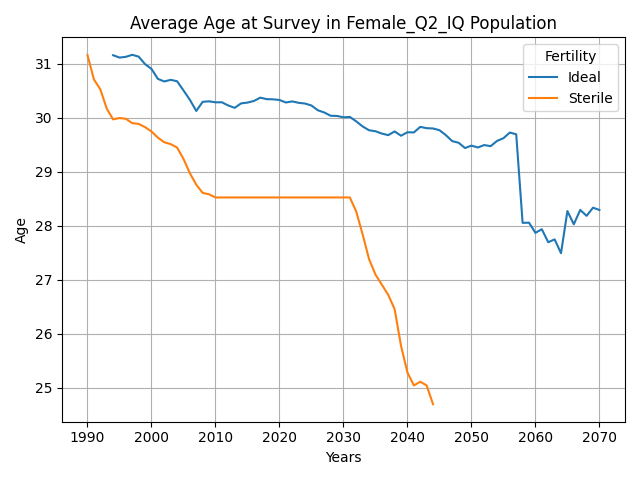 Average Age at Survey in Female_Q2_IQ Population
Fertility
Ideal
Sterile
Age
31
30
29
28
27
26
25
1990 2000 2010 2020 2030 2040 2050 2060 2070
Years